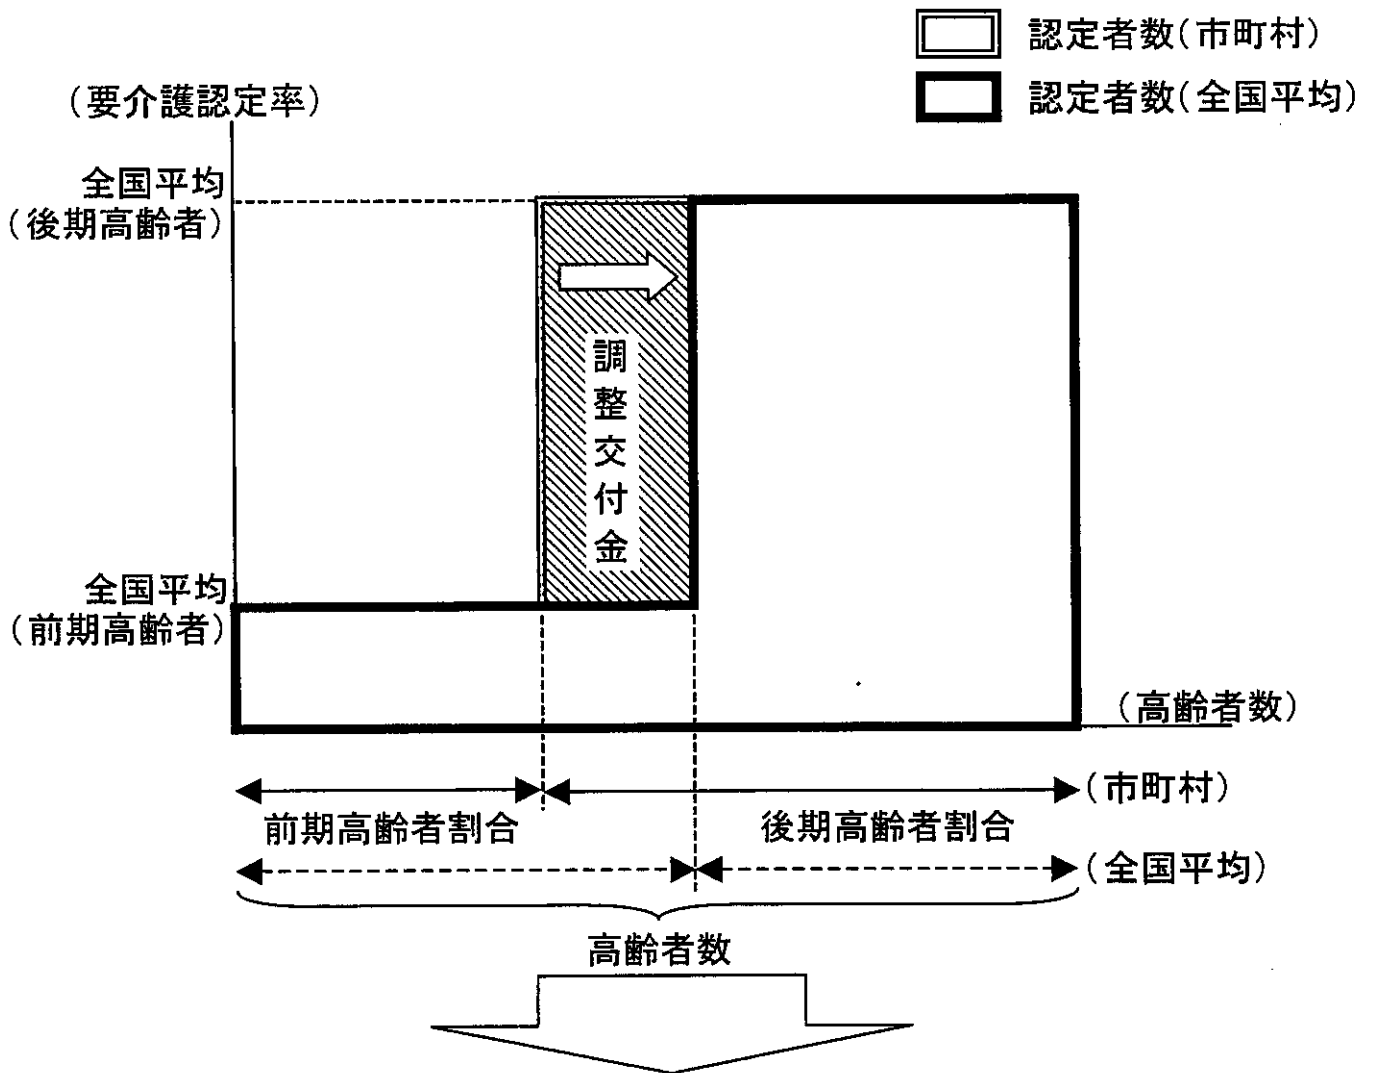 認定者数(市町村)
認定者数(全国平均)
(要介護認定率)
全国平均
(後期高齢者)
調整交付金
全国平均
(前期高齢者)
(高齢者数)
(市町村)
前期高齢者割合
後期高齢者割合
(全国平均)
高齢者数